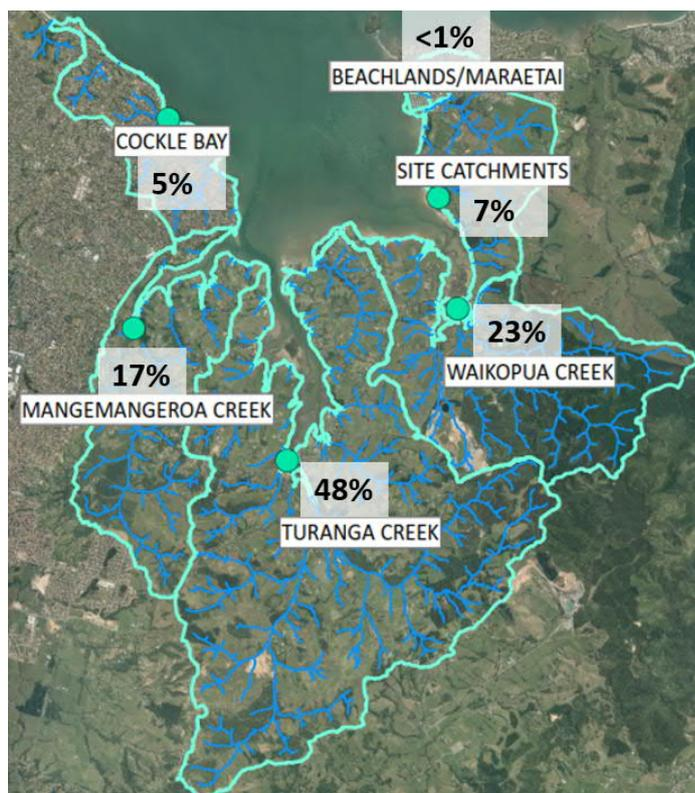 <1%
BEACHLANDS/MARAETAI
COCKLE BAY
5%
SITE CATCHMENTS
7%
23%
WAIKOPUA CREEK
17%
MANGEMANGEROA CREEK
48%
TURANGA CREEK